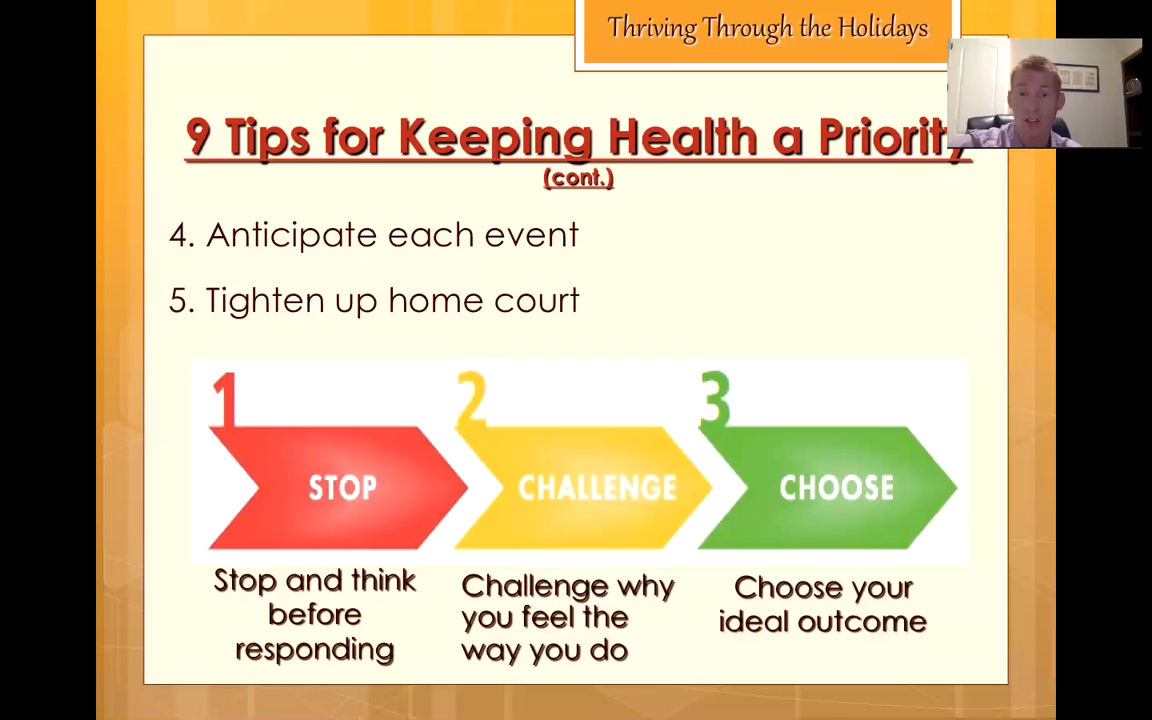 Thriving Through the Holidays
9 Tips for Keeping Health a Priority
(cont.)
4. Anticipate each event
5. Tighten up home court
1
2
3
STOP
CHALLENGE
CHOOSE
Stop and think
before
responding
Challenge why
you feel the
way you do
Choose your
ideal outcome